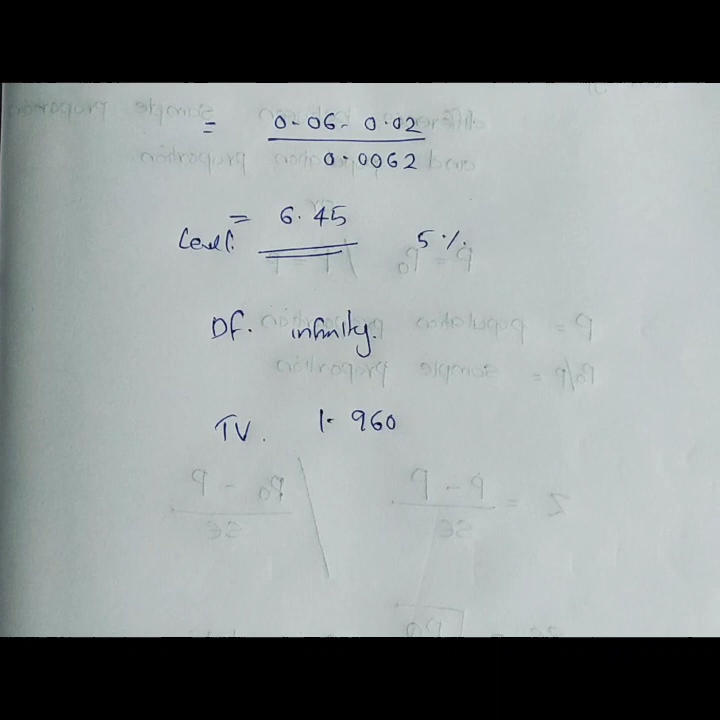 = 0.06 - 0.02
0.0062
= 6.45
Level: 5%
DF. infinity.
TV. 1.960